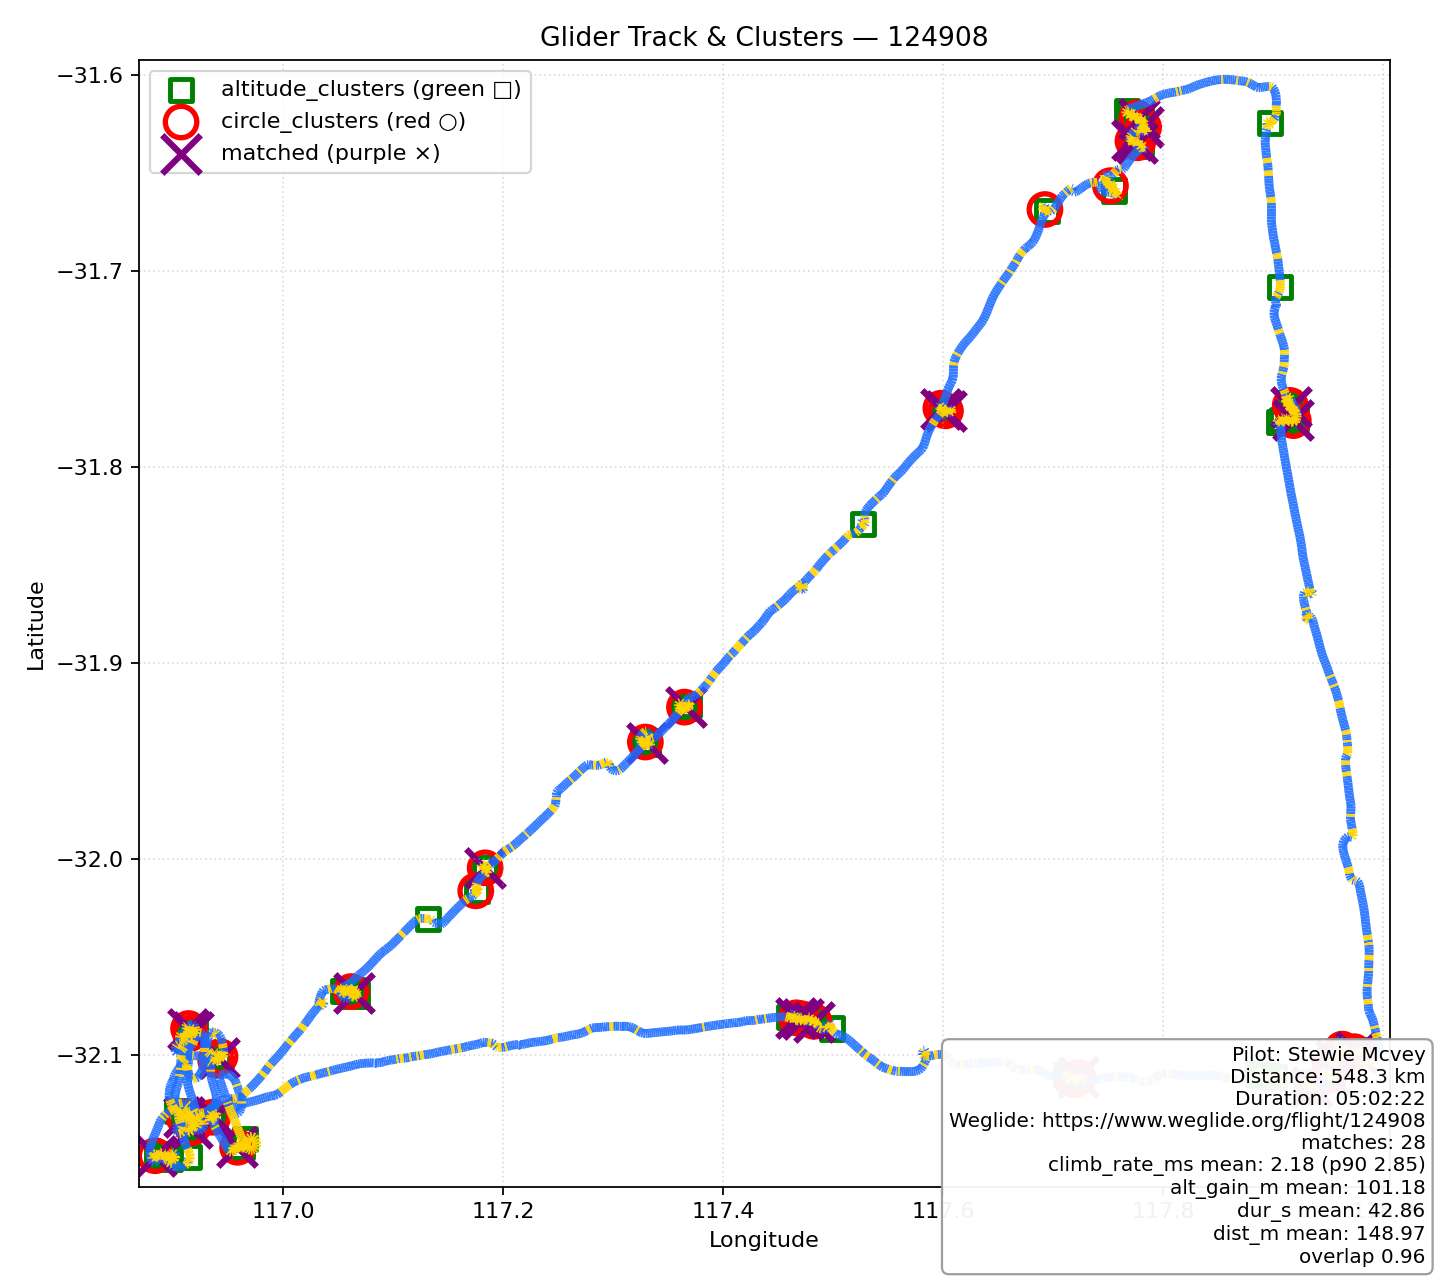 Glider Track & Clusters — 124908
altitude_clusters (green □)
circle_clusters (red ○)
matched (purple ×)
−31.6
−31.7
−31.8
−31.9
−32.0
−32.1
Latitude
117.0
117.2
117.4
117.6
117.8
Longitude
Pilot: Stewie Mcvey
Distance: 548.3 km
Duration: 05:02:22
Weglide: https://www.weglide.org/flight/124908
matches: 28
climb_rate_ms mean: 2.18 (p90 2.85)
alt_gain_m mean: 101.18
dur_s mean: 42.86
dist_m mean: 148.97
overlap 0.96